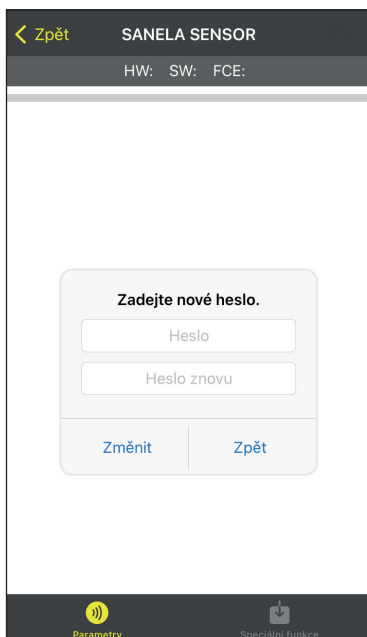 Zpět SANELA SENSOR
HW: SW: FCE:
Zadejte nové heslo.
Heslo
Heslo znovu
Změnit Zpět
Parametry Speciální funkce